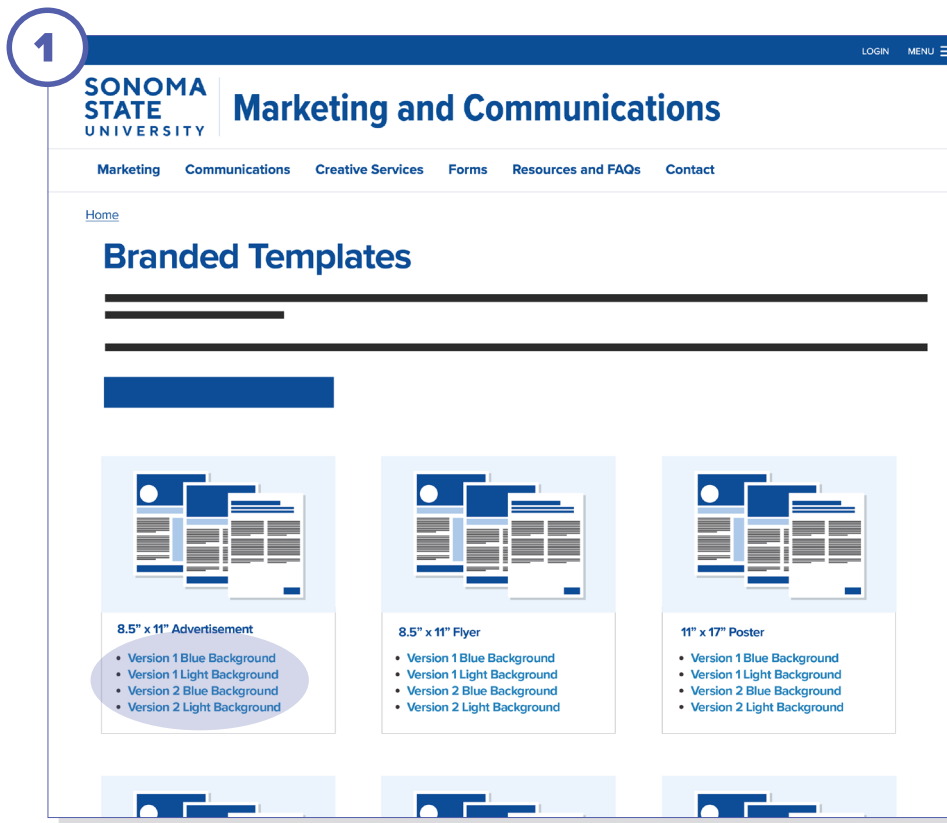 1
LOGIN MENU
SONOMA
STATE
UNIVERSITY
Marketing and Communications
Marketing Communications Creative Services Forms Resources and FAQs Contact
Home
Branded Templates
8.5” x 11” Advertisement
• Version 1 Blue Background
• Version 1 Light Background
• Version 2 Blue Background
• Version 2 Light Background
8.5” x 11” Flyer
• Version 1 Blue Background
• Version 1 Light Background
• Version 2 Blue Background
• Version 2 Light Background
11” x 17” Poster
• Version 1 Blue Background
• Version 1 Light Background
• Version 2 Blue Background
• Version 2 Light Background